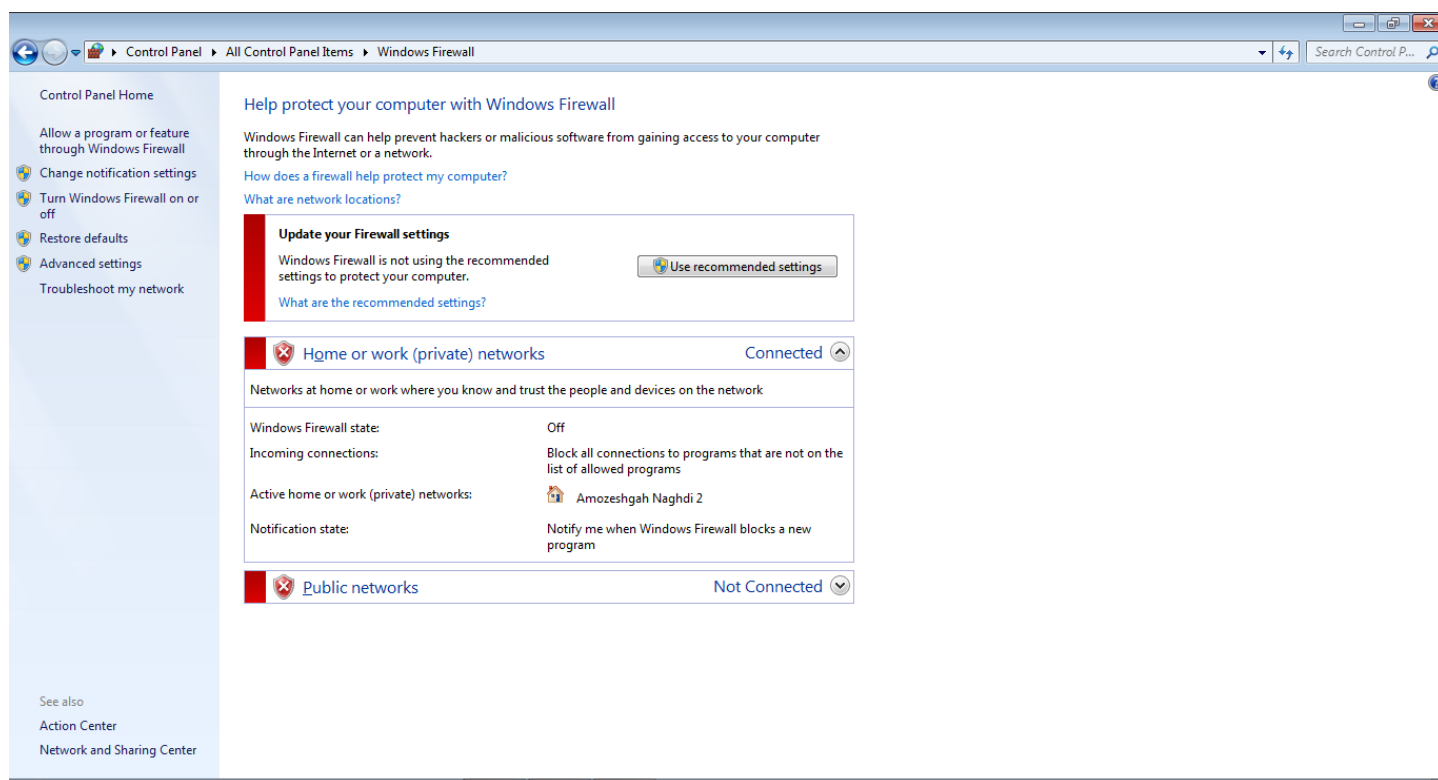 Control Panel ▸ All Control Panel Items ▸ Windows Firewall
Search Control P...
Control Panel Home
Allow a program or feature
through Windows Firewall
Change notification settings
Turn Windows Firewall on or
off
Restore defaults
Advanced settings
Troubleshoot my network
See also
Action Center
Network and Sharing Center
Help protect your computer with Windows Firewall
Windows Firewall can help prevent hackers or malicious software from gaining access to your computer
through the Internet or a network.
How does a firewall help protect my computer?
What are network locations?
Update your Firewall settings
Windows Firewall is not using the recommended
settings to protect your computer.
Use recommended settings
What are the recommended settings?
Home or work (private) networks Connected
Networks at home or work where you know and trust the people and devices on the network
Windows Firewall state: Off
Incoming connections: Block all connections to programs that are not on the
list of allowed programs
Active home or work (private) networks: Amozeshgah Naghdi 2
Notification state: Notify me when Windows Firewall blocks a new
program
Public networks Not Connected